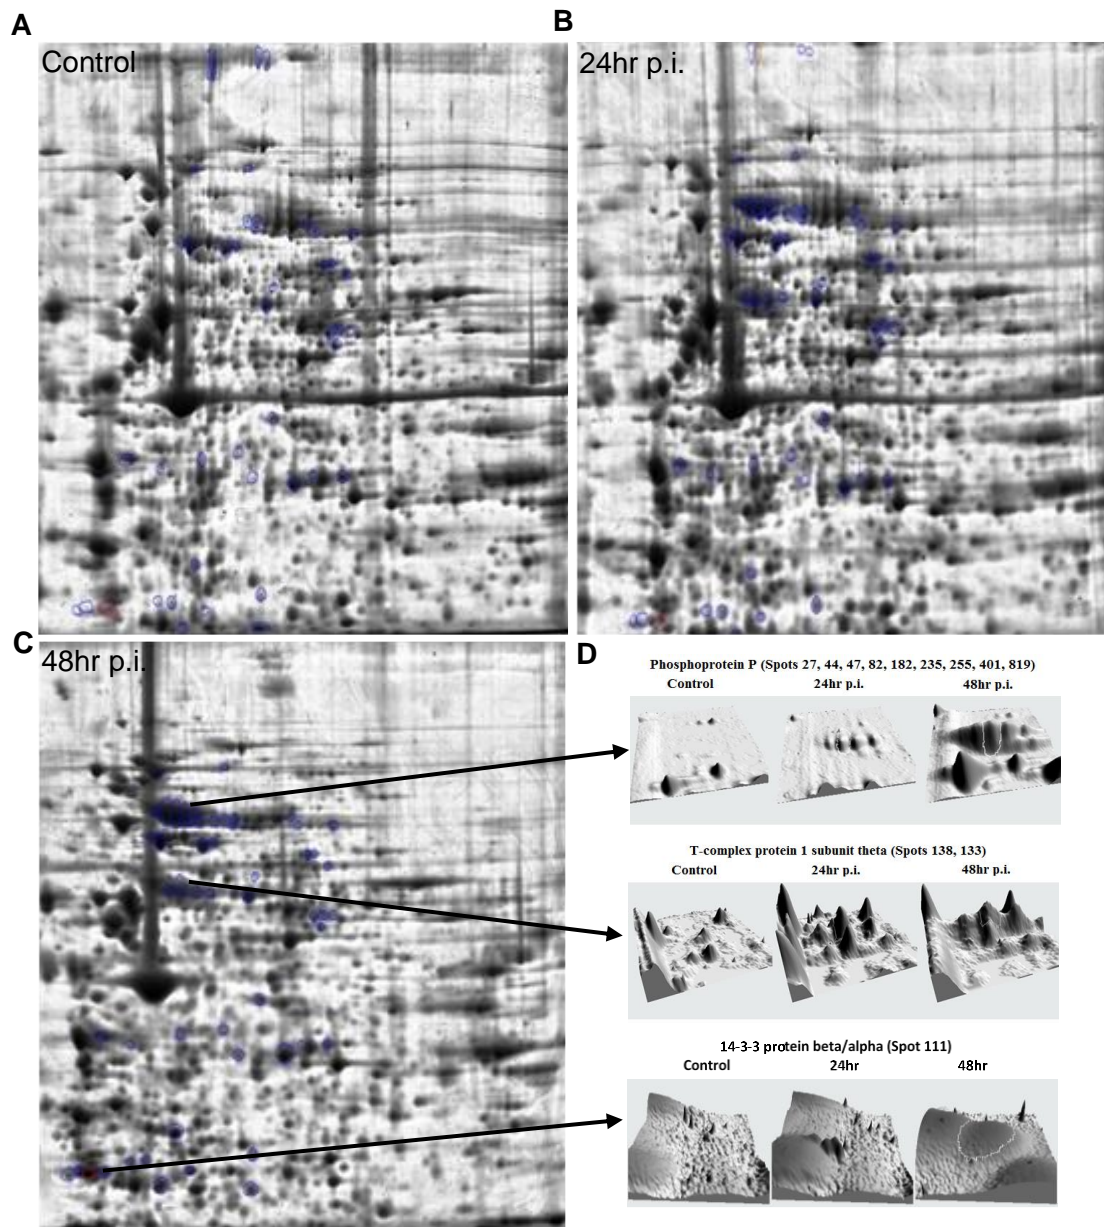 A
Control
B
24hr p.i.
C
48hr p.i.
D
Phosphoprotein P (Spots 27, 44, 47, 82, 182, 235, 255, 401, 819)
Control 24hr p.i. 48hr p.i.
T-complex protein 1 subunit theta (Spots 138, 133)
Control 24hr p.i. 48hr p.i.
14-3-3 protein beta/alpha (Spot 111)
Control 24hr 48hr